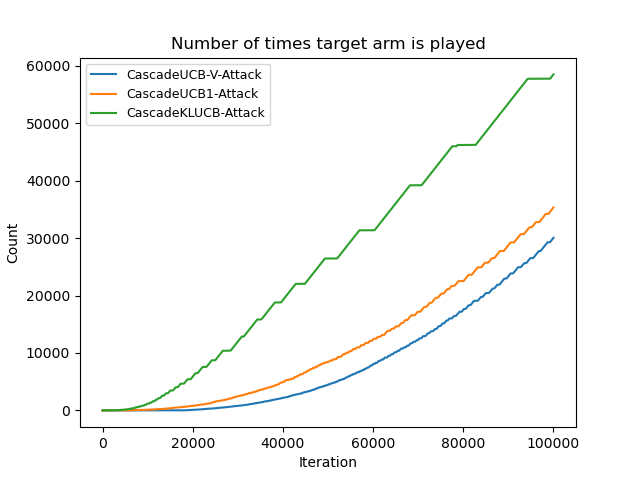 Number of times target arm is played
60000
50000
40000
30000
20000
10000
0
Count
CascadeUCB-V-Attack
CascadeUCB1-Attack
CascadeKLUCB-Attack
0 20000 40000 60000 80000 100000
Iteration